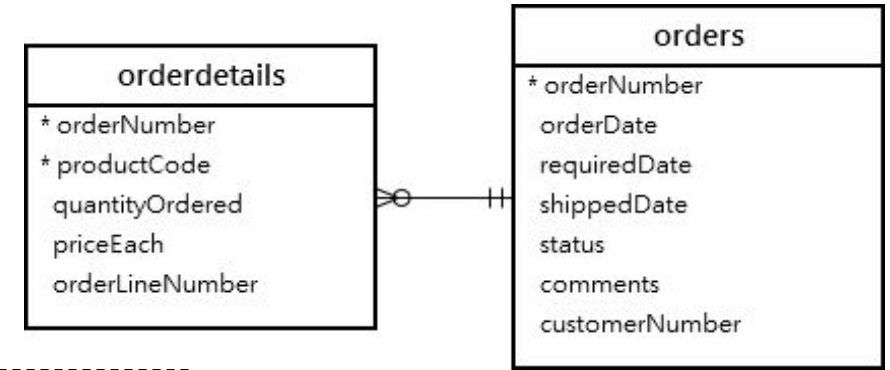 orderdetails
* orderNumber
* productCode
quantityOrdered
priceEach
orderLineNumber
orders
* orderNumber
orderDate
requiredDate
shippedDate
status
comments
customerNumber